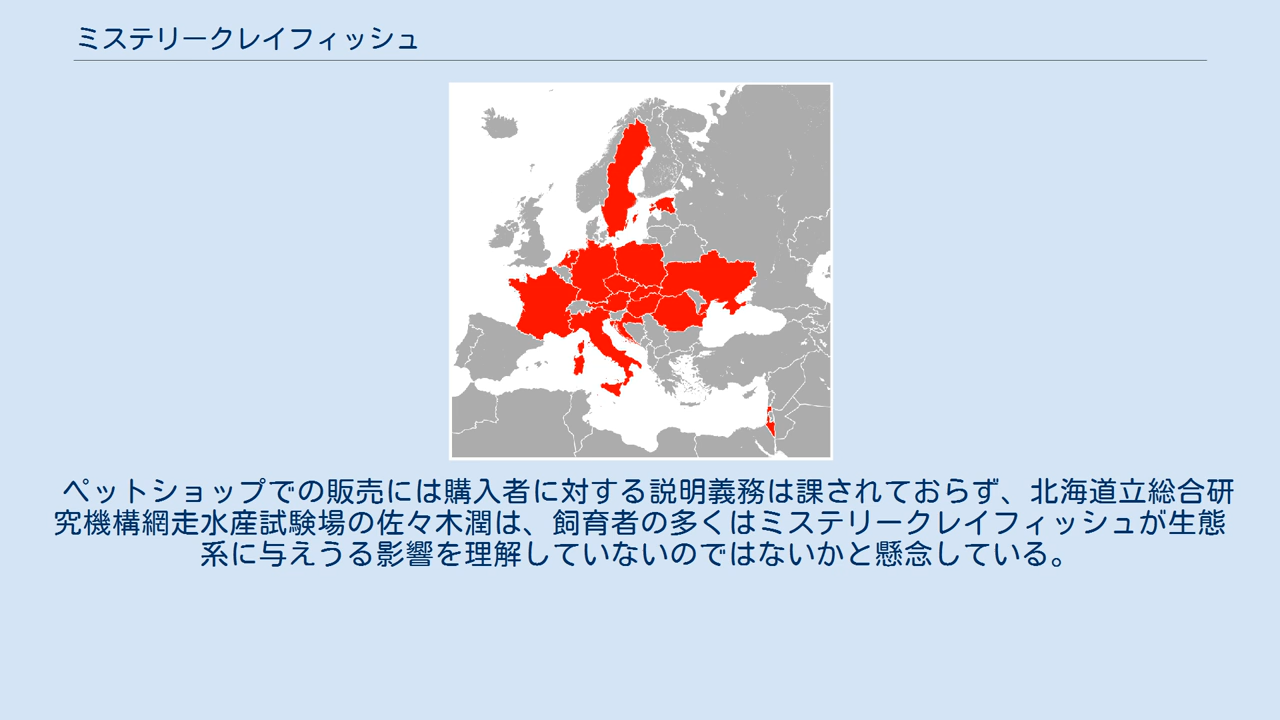 ミステリークレイフィッシュ
ペットショップでの販売には購入者に対する説明義務は課されておらず、北海道立総合研
究機構網走水産試験場の佐々木潤は、飼育者の多くはミステリークレイフィッシュが生態
系に与えうる影響を理解していないのではないかと懸念している。